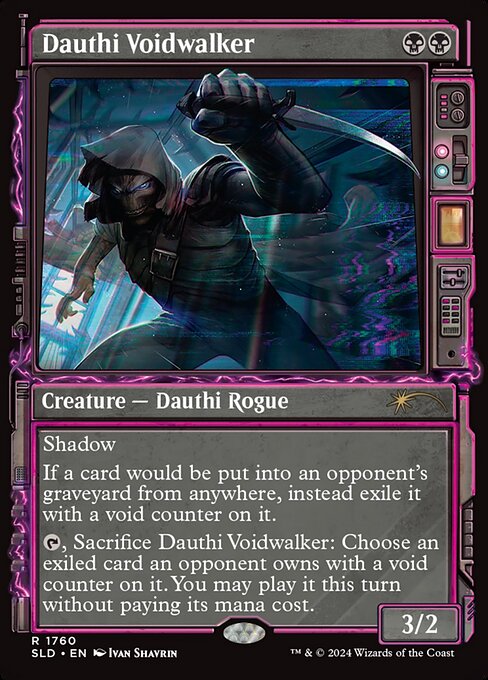 Dauthi Voidwalker
Creature — Dauthi Rogue
Shadow
If a card would be put into an opponent's
graveyard from anywhere, instead exile it
with a void counter on it.
, Sacrifice Dauthi Voidwalker: Choose an
exiled card an opponent owns with a void
counter on it. You may play it this turn
without paying its mana cost.
3/2
R 1760
SLD • EN Ivan Shavrin
™ & © 2024 Wizards of the Coast